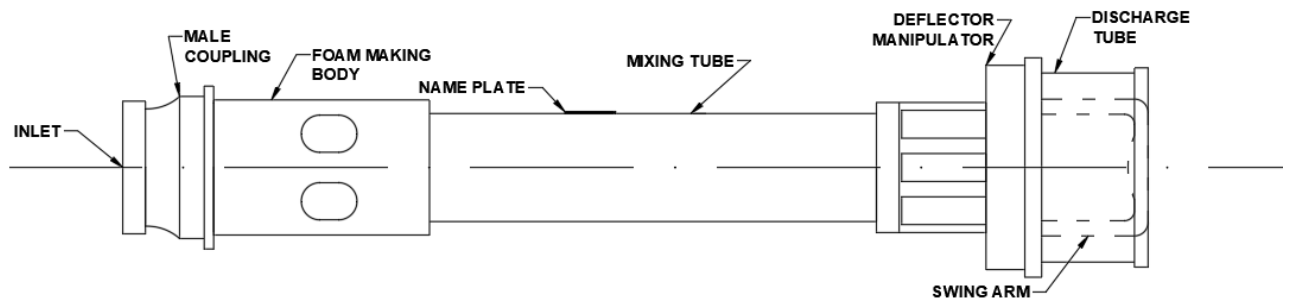 MALE
COUPLING
FOAM MAKING
BODY
INLET
NAME PLATE
MIXING TUBE
DEFLECTOR
MANIPULATOR
DISCHARGE
TUBE
SWING ARM